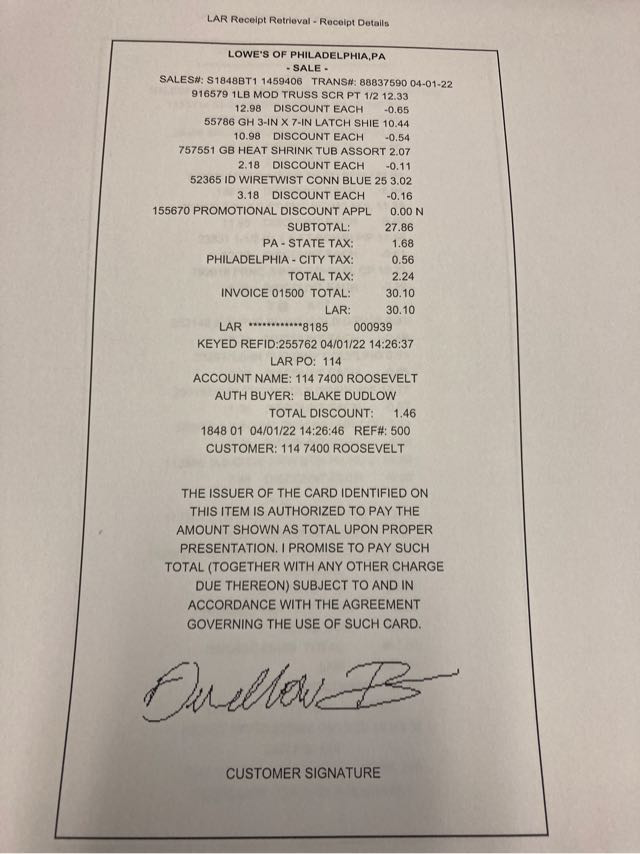 LAR Receipt Retrieval - Receipt Details
LOWE'S OF PHILADELPHIA,PA
- SALE -
SALES#: S1848BT1 1459406 TRANS#: 88837590 04-01-22
916579 1LB MOD TRUSS SCR PT 1/2 12.33
12.98 DISCOUNT EACH -0.65
55786 GH 3-IN X 7-IN LATCH SHIE 10.44
10.98 DISCOUNT EACH -0.54
757551 GB HEAT SHRINK TUB ASSORT 2.07
2.18 DISCOUNT EACH -0.11
52365 ID WIRETWIST CONN BLUE 25 3.02
3.18 DISCOUNT EACH -0.16
155670 PROMOTIONAL DISCOUNT APPL 0.00 N
SUBTOTAL: 27.86
PA - STATE TAX: 1.68
PHILADELPHIA - CITY TAX: 0.56
TOTAL TAX: 2.24
INVOICE 01500 TOTAL: 30.10
LAR: 30.10
LAR ************8185 000939
KEYED REFID:255762 04/01/22 14:26:37
LAR PO: 114
ACCOUNT NAME: 114 7400 ROOSEVELT
AUTH BUYER: BLAKE DUDLOW
TOTAL DISCOUNT: 1.46
1848 01 04/01/22 14:26:46 REF#: 500
CUSTOMER: 114 7400 ROOSEVELT
THE ISSUER OF THE CARD IDENTIFIED ON
THIS ITEM IS AUTHORIZED TO PAY THE
AMOUNT SHOWN AS TOTAL UPON PROPER
PRESENTATION. I PROMISE TO PAY SUCH
TOTAL (TOGETHER WITH ANY OTHER CHARGE
DUE THEREON) SUBJECT TO AND IN
ACCORDANCE WITH THE AGREEMENT
GOVERNING THE USE OF SUCH CARD.
CUSTOMER SIGNATURE